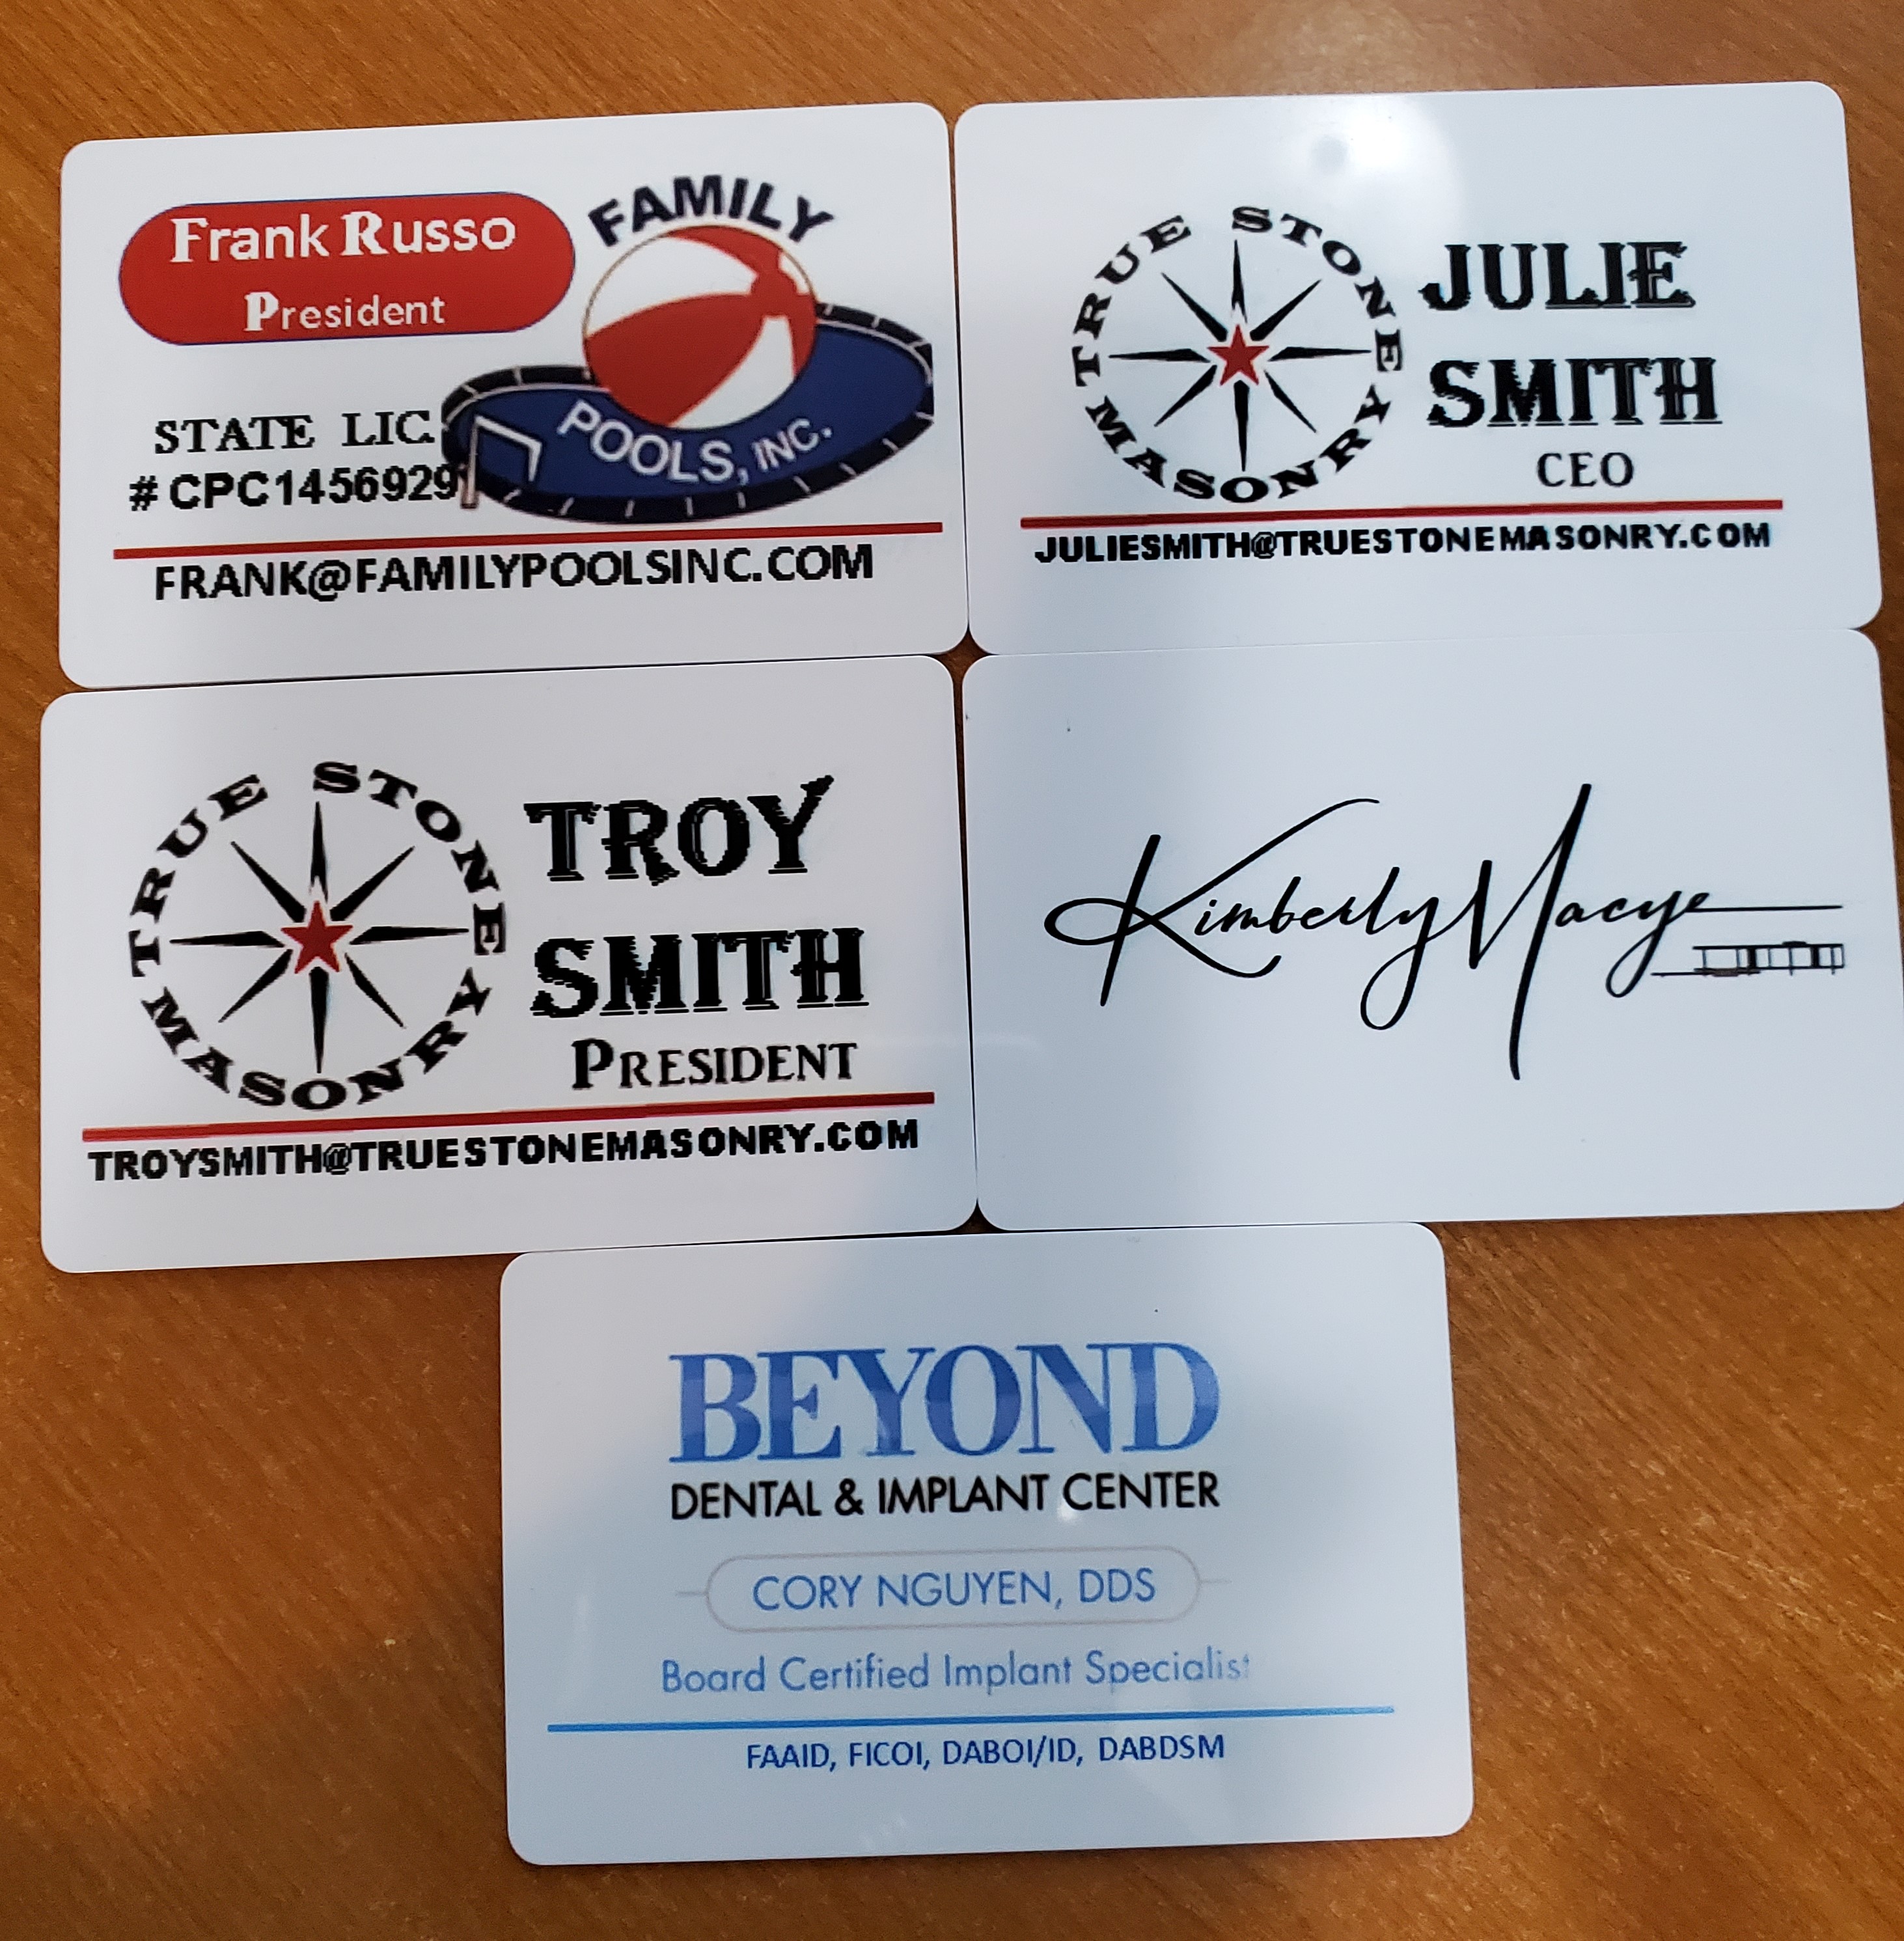 Frank Russo
President
FAMILY
POOLS, INC.
STATE LIC.
# CPC1456929
FRANK@FAMILYPOOLSINC.COM
TRUE STONE MASONRY
JULIE
SMITH
CEO
JULIESMITH@TRUESTONEMASONRY.COM
TRUE STONE MASONRY
TROY
SMITH
PRESIDENT
TROYSMITH@TRUESTONEMASONRY.COM
Kimberly Macye
BEYOND
DENTAL & IMPLANT CENTER
CORY NGUYEN, DDS
Board Certified Implant Specialist
FAAID, FICOI, DABOI/ID, DABDSM